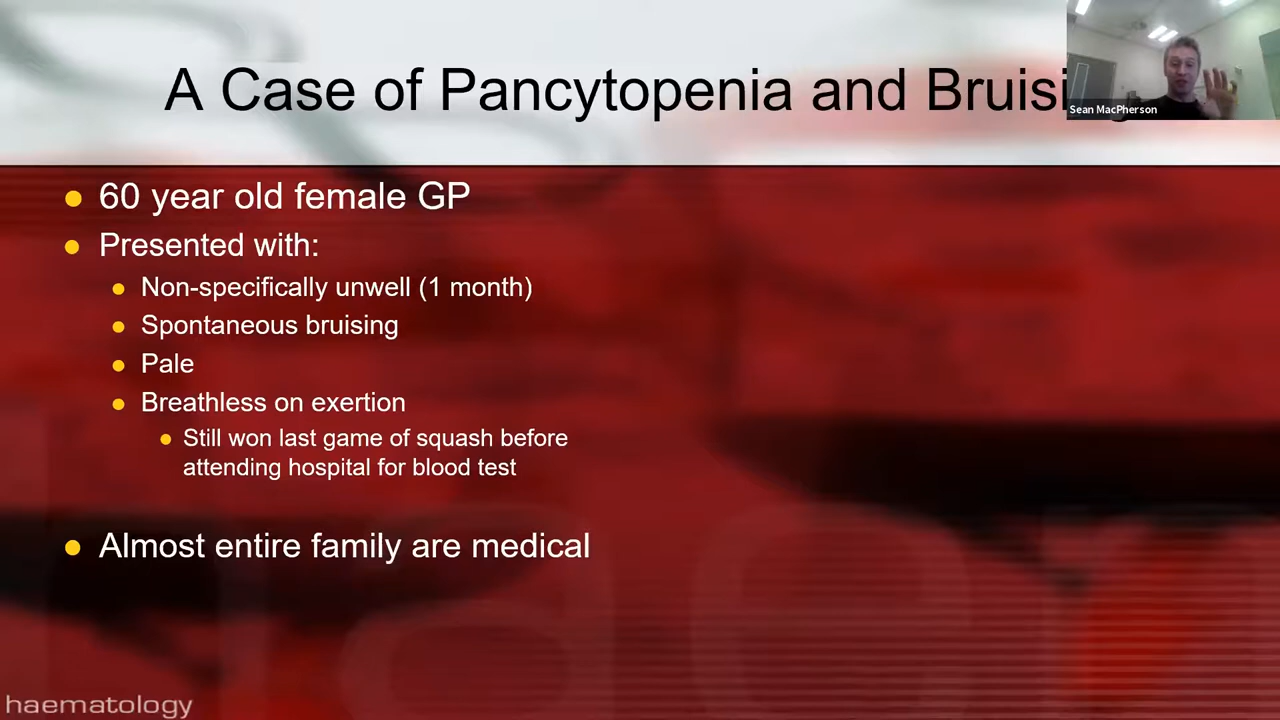 A Case of Pancytopenia and Bruisi
Sean MacPherson
60 year old female GP
Presented with:
Non-specifically unwell (1 month)
Spontaneous bruising
Pale
Breathless on exertion
Still won last game of squash before
attending hospital for blood test
Almost entire family are medical
haematology